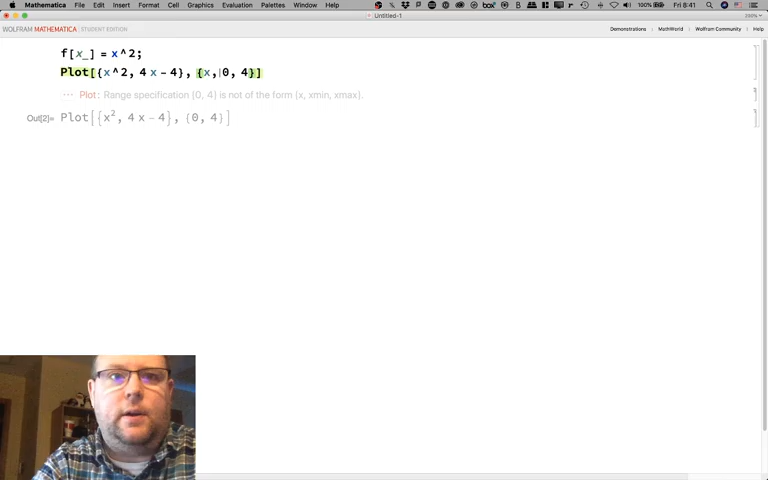 Mathematica File Edit Insert Format Cell Graphics Evaluation Palettes Window Help
100% Fri 8:41
Untitled-1
200%
WOLFRAM MATHEMATICA STUDENT EDITION
Demonstrations MathWorld Wolfram Community Help
f[x_] = x^2;
Plot[{x^2, 4 x - 4}, {x, 0, 4}]
Plot: Range specification {0, 4} is not of the form {x, xmin, xmax}.
Out[2]= Plot[{x², 4 x - 4}, {0, 4}]